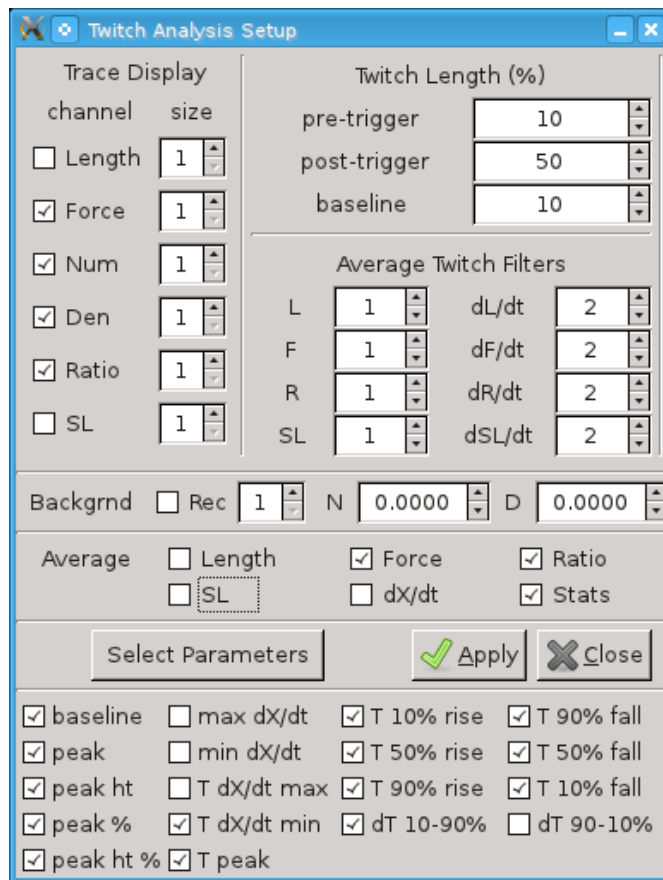 Twitch Analysis Setup
Trace Display
channel size
Length 1
Force 1
Num 1
Den 1
Ratio 1
SL 1
Twitch Length (%)
pre-trigger 10
post-trigger 50
baseline 10
Average Twitch Filters
L 1 dL/dt 2
F 1 dF/dt 2
R 1 dR/dt 2
SL 1 dSL/dt 2
Backgrnd Rec 1 N 0.0000 D 0.0000
Average Length Force Ratio
SL dX/dt Stats
Select Parameters Apply Close
baseline max dX/dt T 10% rise T 90% fall
peak min dX/dt T 50% rise T 50% fall
peak ht T dX/dt max T 90% rise T 10% fall
peak % T dX/dt min dT 10-90% dT 90-10%
peak ht % T peak